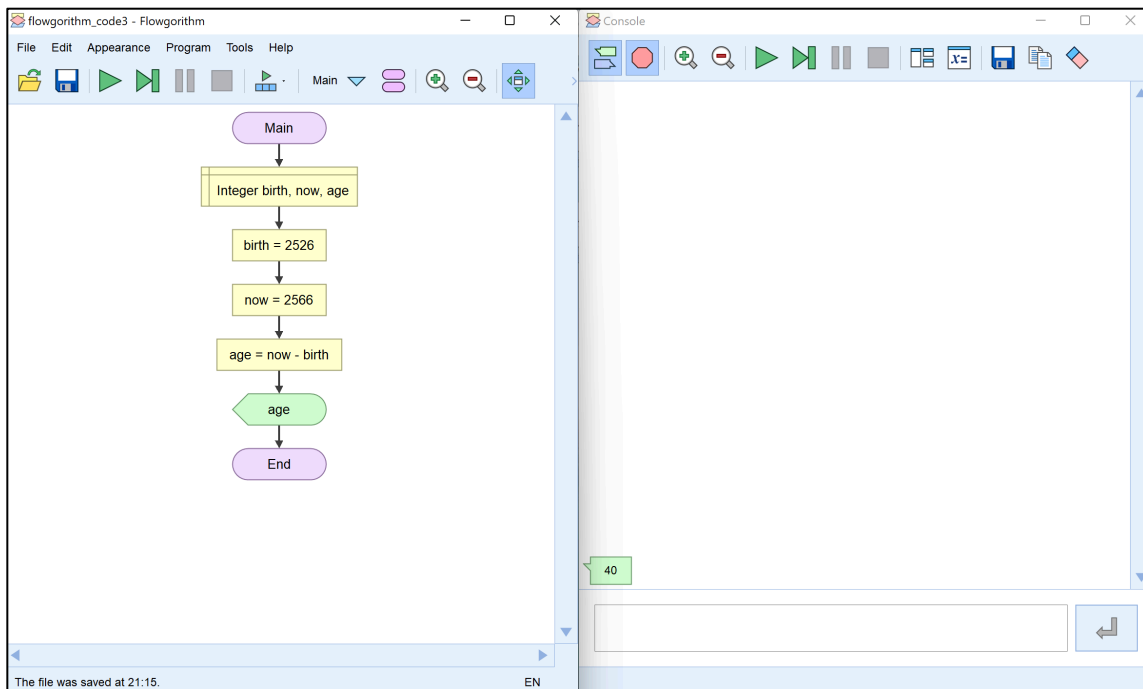 flowgorithm_code3 - Flowgorithm
File Edit Appearance Program Tools Help
Main
Main
Integer birth, now, age
birth = 2526
now = 2566
age = now - birth
age
End
The file was saved at 21:15.
EN
Console
x=
40